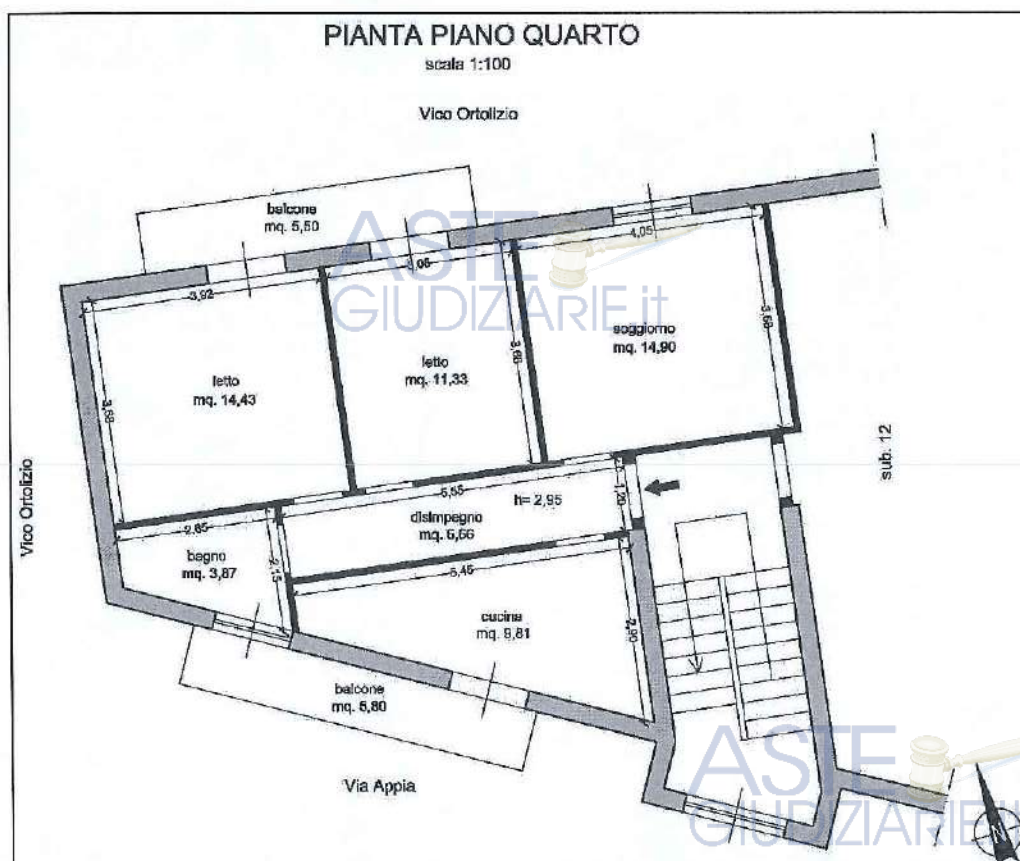 PIANTA PIANO QUARTO
scala 1:100
Vico Ortolizio
balcone
mq. 5,50
ASTE
GIUDIZIARIE.it
3,92
4,05
letto
mq. 14,43
3,68
letto
mq. 11,33
3,68
soggiorno
mq. 14,90
3,68
Vico Ortolizio
sub. 12
5,55
h= 2,95
1,20
disimpegno
mq. 6,66
2,65
bagno
mq. 3,87
2,15
5,45
cucina
mq. 9,81
2,90
balcone
mq. 5,80
Via Appia
ASTE
GIUDIZIARIE.it
N